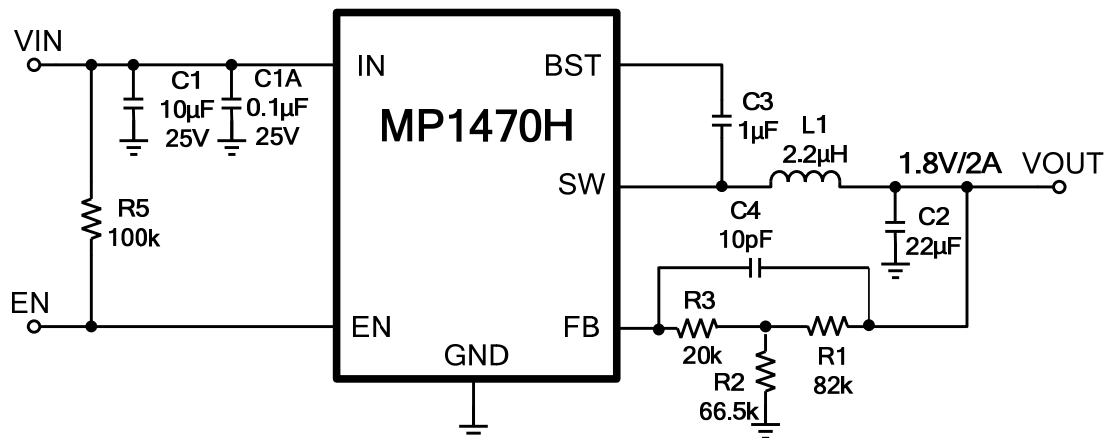 VIN
C1
10µF
25V
C1A
0.1µF
25V
R5
100k
EN
IN
BST
MP1470H
SW
EN
FB
GND
C3
1µF
L1
2.2µH
1.8V/2A
VOUT
C4
10pF
C2
22µF
R3
20k
R1
82k
R2
66.5k